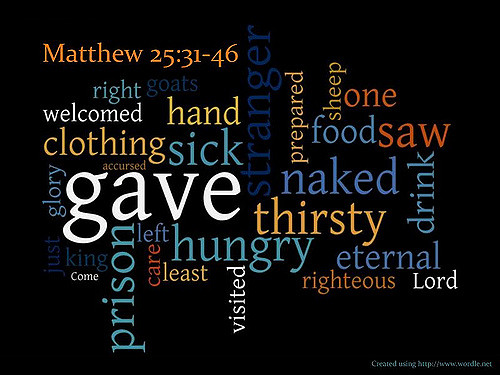 Matthew 25:31-46
stranger
right
goats
prepared
sheep
one
welcomed
hand
food
saw
clothing
sick
accursed
glory
gave
naked
drink
thirsty
just
king
left
hungry
eternal
Come
prison
care
least
visited
righteous
Lord
Created using http://www.wordle.net